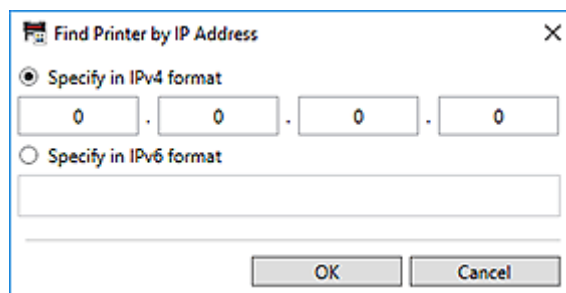 Find Printer by IP Address
Specify in IPv4 format
0 . 0 . 0 . 0
Specify in IPv6 format
OK Cancel